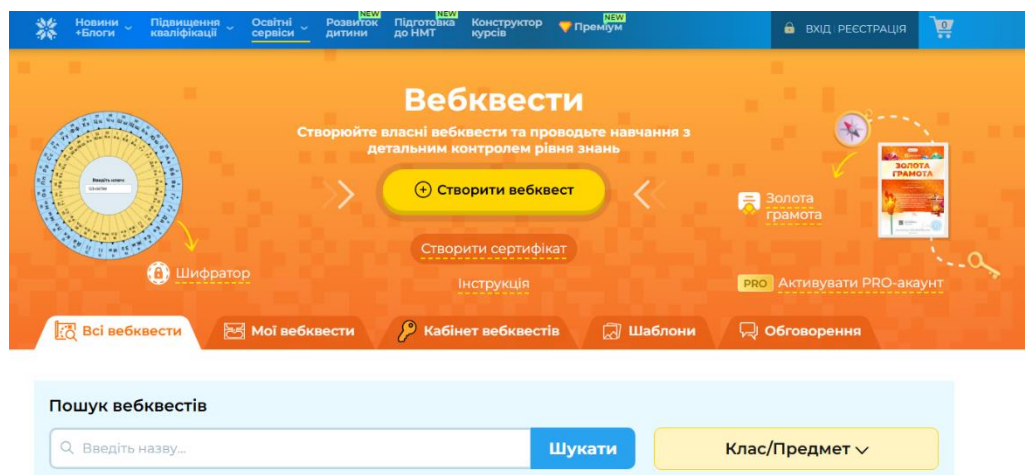 Новини +Блоги
Підвищення кваліфікації
Освітні сервіси
NEW
Розвиток дитини
NEW
Підготовка до НМТ
Конструктор курсів
NEW
Преміум
ВХІД | РЕЄСТРАЦІЯ
0
Вебквести
Створюйте власні вебквести та проводьте навчання з
детальним контролем рівня знань
Створити вебквест
Створити сертифікат
Інструкція
Шифратор
Золота
грамота
ЗОЛОТА
ГРАМОТА
PRO Активувати PRO-акаунт
Всі вебквести
Мої вебквести
Кабінет вебквестів
Шаблони
Обговорення
Пошук вебквестів
Введіть назву...
Шукати
Клас/Предмет